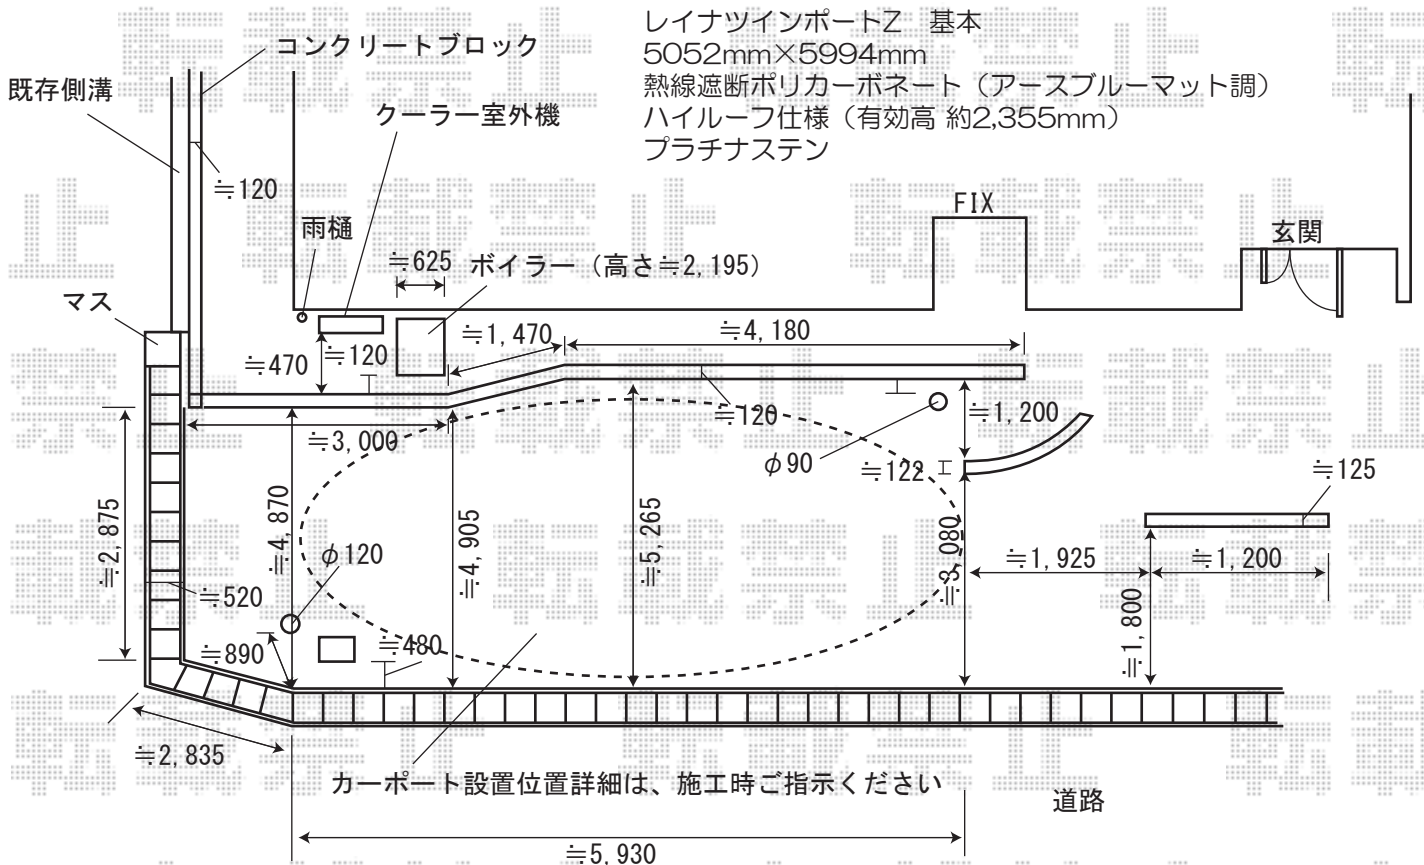 レイナツインポートZ　基本
5052mm×5994mm
熱線遮断ポリカーボネート（アースブルーマット調）
ハイルーフ仕様（有効高 約2,355mm）
プラチナステン
コンクリートブロック
既存側溝
クーラー室外機
≒120
雨樋
FIX
玄関
≒625
ボイラー（高さ≒2,195）
マス
≒1,470
≒4,180
≒470
≒120
≒120
≒1,200
≒3,000
φ90
≒122
≒125
≒2,875
≒4,870
≒4,905
≒5,265
≒3,080
φ120
≒1,925
≒1,200
≒520
≒1,800
≒890
≒480
≒2,835
カーポート設置位置詳細は、施工時ご指示ください
道路
≒5,930
転載禁止